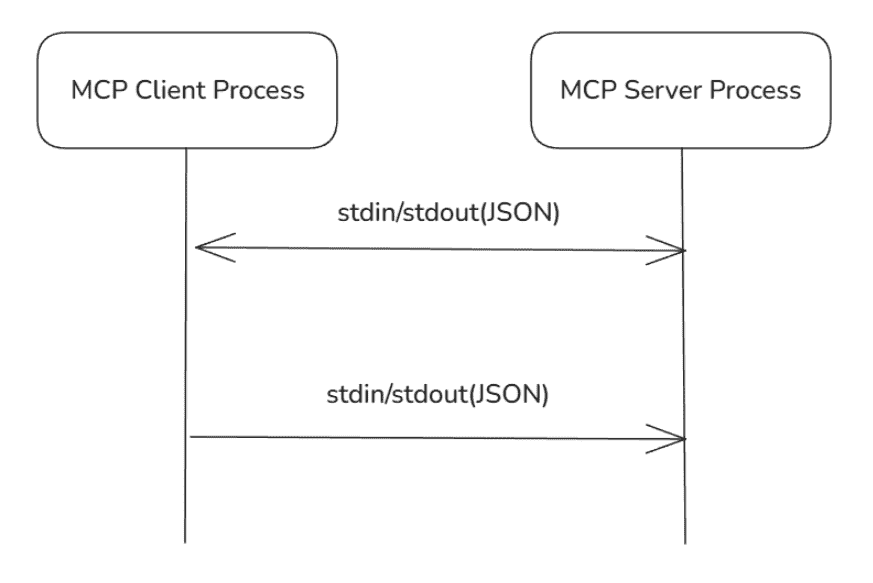 MCP Client Process
MCP Server Process
stdin/stdout(JSON)
stdin/stdout(JSON)